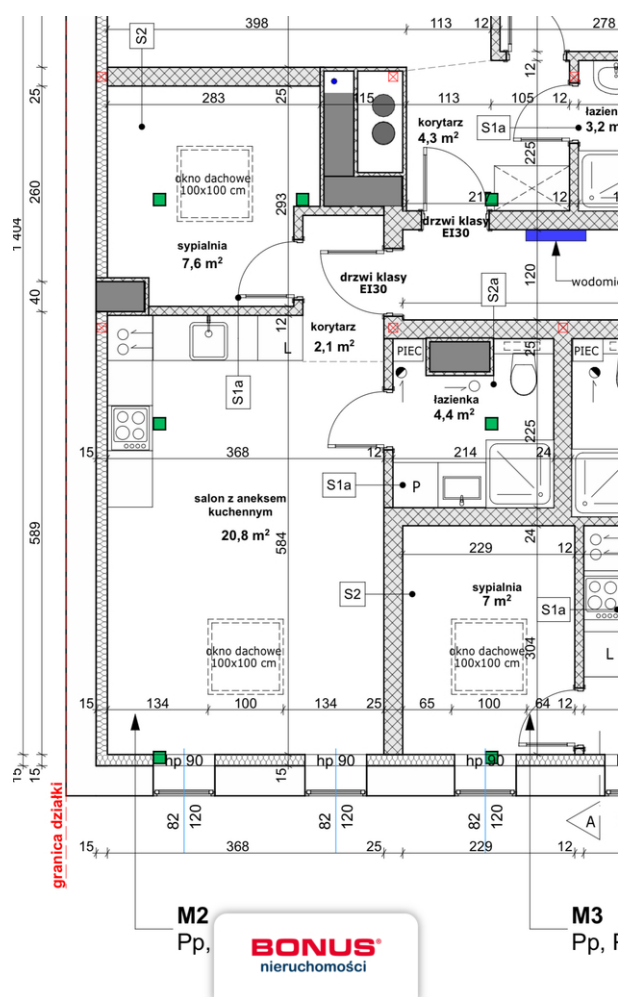 398
113
12
278
S2
12
25
283
25
115
113
105
12
korytarz
4,3 m²
S1a
łazien
3,2 m
225
okno dachowe
100x100 cm
260
293
217
12
1
drzwi klasy
EI30
1 404
sypialnia
7,6 m²
drzwi klasy
EI30
120
wodomie
S2a
40
12
korytarz
2,1 m²
L
PIEC
25
PIEC
S1a
łazienka
4,4 m²
15
368
12
214
225
24
S1a
P
salon z aneksem
kuchennym
20,8 m²
589
584
24
229
12
S2
sypialnia
7 m²
S1a
okno dachowe
100x100 cm
okno dachowe
100x100 cm
304
L
15
134
100
134
25
65
100
64
12
15
15
hp 90
15
hp 90
hp 90
h
granica działki
82
120
82
120
82
120
A
15
368
25
229
12
M2
Pp,
M3
Pp, P
BONUS®
nieruchomości